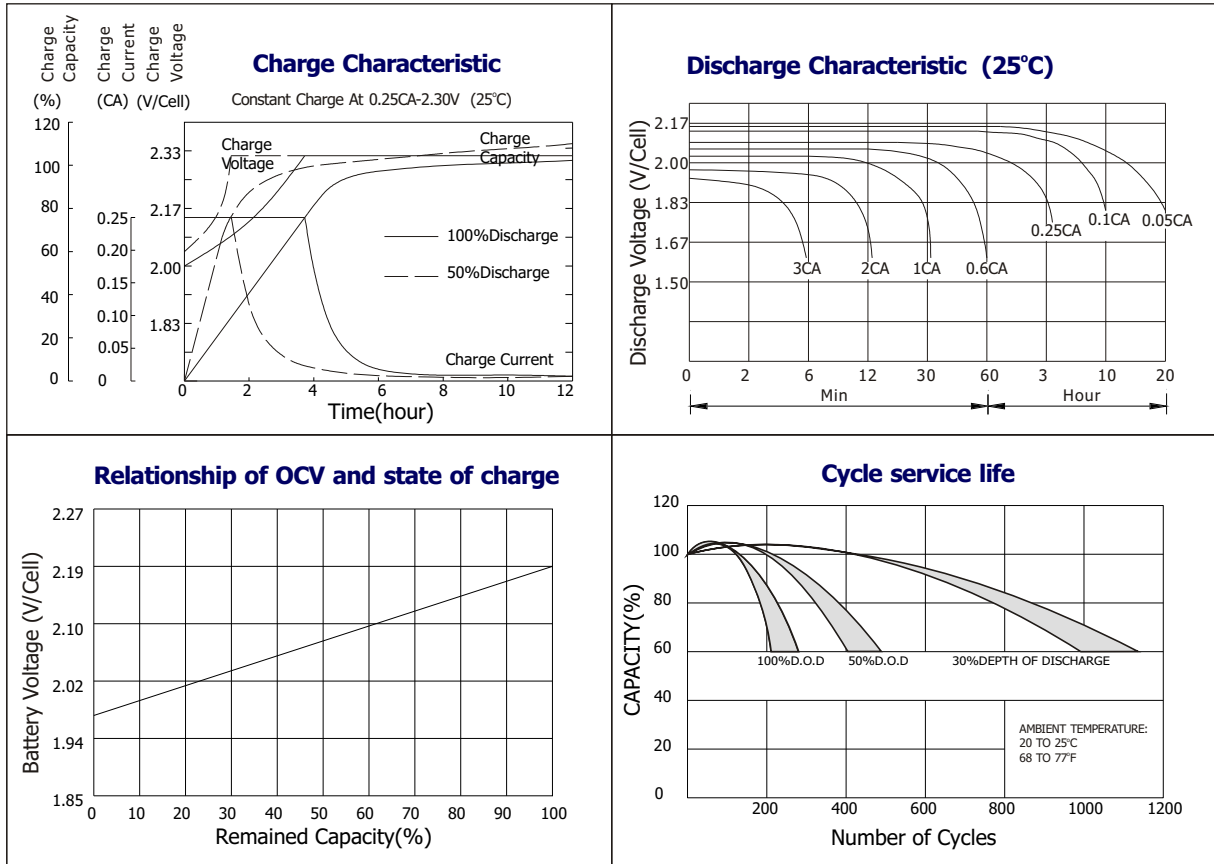 Charge Capacity
Charge Current
Charge Voltage
Charge Characteristic
(%) (CA) (V/Cell)
Constant Charge At 0.25CA-2.30V (25°C)
120
100
80
60
40
20
0
0.25
0.20
0.15
0.10
0.05
0
2.33
2.17
2.00
1.83
Charge Voltage
Charge Capacity
100%Discharge
50%Discharge
Charge Current
0 2 4 6 8 10 12
Time(hour)
Discharge Characteristic (25°C)
Discharge Voltage (V/Cell)
2.17
2.00
1.83
1.67
1.50
3CA 2CA 1CA 0.6CA 0.25CA 0.1CA 0.05CA
0 2 6 12 30 60 3 10 20
Min Hour
Relationship of OCV and state of charge
Battery Voltage (V/Cell)
2.27
2.19
2.10
2.02
1.94
1.85
0 10 20 30 40 50 60 70 80 90 100
Remained Capacity(%)
Cycle service life
CAPACITY(%)
120
100
80
60
40
20
0
100%D.O.D 50%D.O.D 30%DEPTH OF DISCHARGE
AMBIENT TEMPERATURE:
20 TO 25°C
68 TO 77°F
200 400 600 800 1000 1200
Number of Cycles